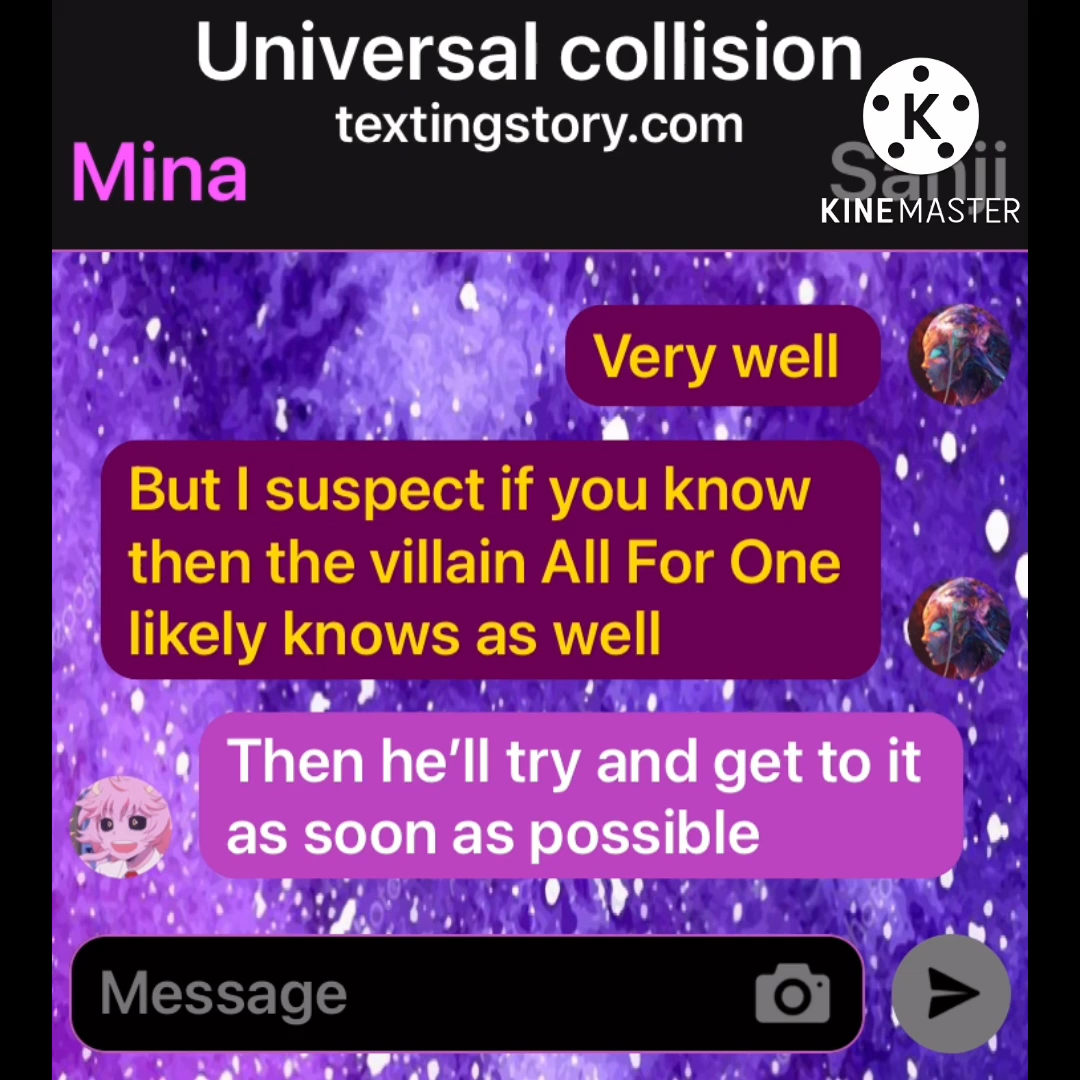 Universal collision
textingstory.com
Mina
Sanji
K
KINEMASTER
Very well
But I suspect if you know
then the villain All For One
likely knows as well
Then he’ll try and get to it
as soon as possible
Message